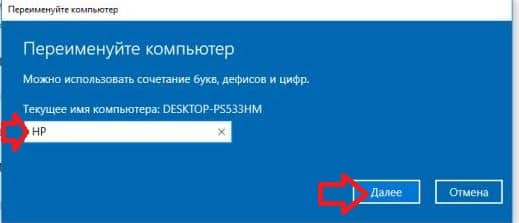 Переименуйте компьютер
Переименуйте компьютер
Можно использовать сочетание букв, дефисов и цифр.
Текущее имя компьютера: DESKTOP-PS533HM
HP
Далее
Отмена